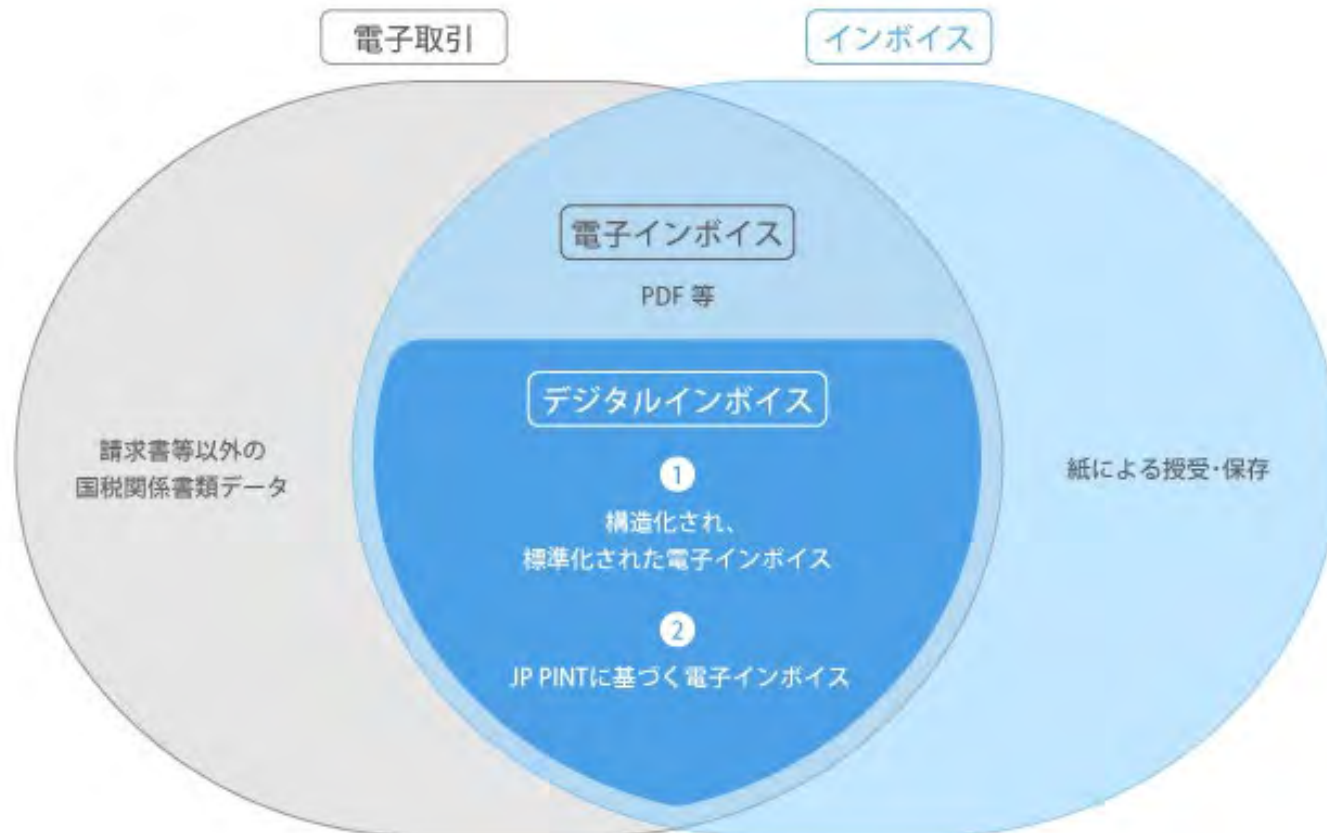 電子取引
インボイス
電子インボイス
PDF 等
デジタルインボイス
1
構造化され、
標準化された電子インボイス
2
JP PINTに基づく電子インボイス
請求書等以外の
国税関係書類データ
紙による授受・保存